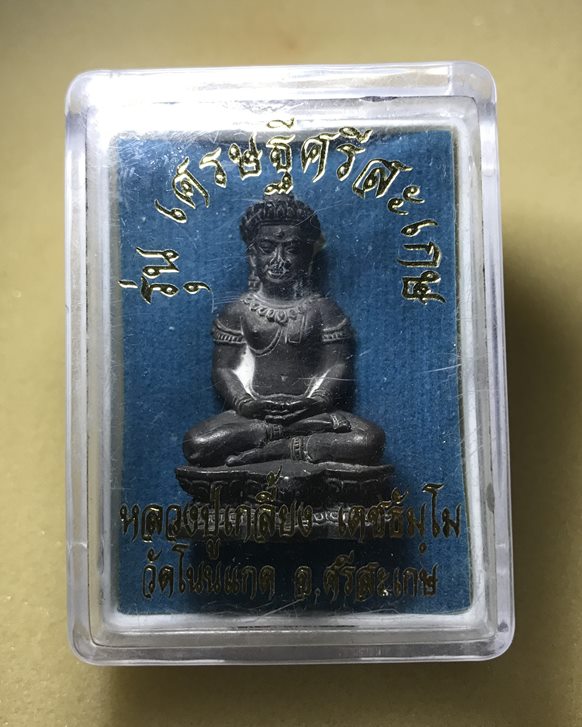 รุ่น เศรษฐีศรีสะเกษ
หลวงปู่เกลี้ยง เตชธมฺโม
วัดโนนแกด จ.ศรีสะเกษ